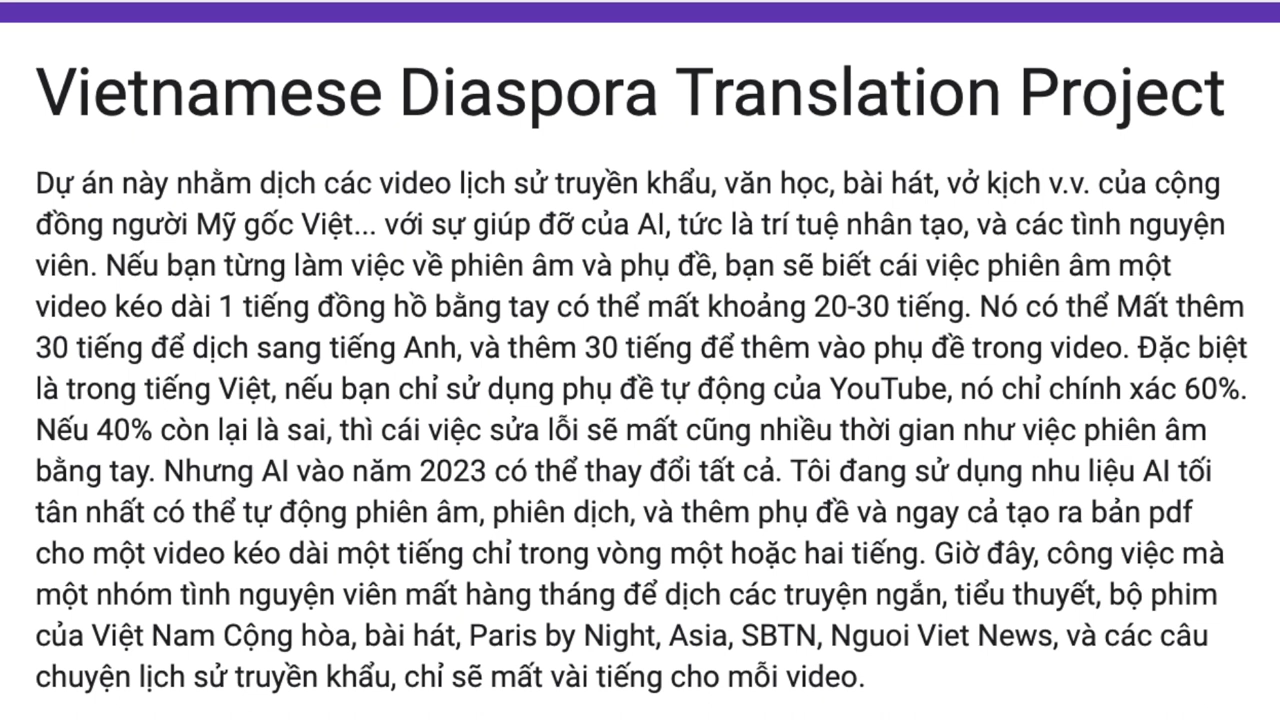 Vietnamese Diaspora Translation Project
Dự án này nhằm dịch các video lịch sử truyền khẩu, văn học, bài hát, vở kịch v.v. của cộng
đồng người Mỹ gốc Việt... với sự giúp đỡ của AI, tức là trí tuệ nhân tạo, và các tình nguyện
viên. Nếu bạn từng làm việc về phiên âm và phụ đề, bạn sẽ biết cái việc phiên âm một
video kéo dài 1 tiếng đồng hồ bằng tay có thể mất khoảng 20-30 tiếng. Nó có thể Mất thêm
30 tiếng để dịch sang tiếng Anh, và thêm 30 tiếng để thêm vào phụ đề trong video. Đặc biệt
là trong tiếng Việt, nếu bạn chỉ sử dụng phụ đề tự động của YouTube, nó chỉ chính xác 60%.
Nếu 40% còn lại là sai, thì cái việc sửa lỗi sẽ mất cũng nhiều thời gian như việc phiên âm
bằng tay. Nhưng AI vào năm 2023 có thể thay đổi tất cả. Tôi đang sử dụng nhu liệu AI tối
tân nhất có thể tự động phiên âm, phiên dịch, và thêm phụ đề và ngay cả tạo ra bản pdf
cho một video kéo dài một tiếng chỉ trong vòng một hoặc hai tiếng. Giờ đây, công việc mà
một nhóm tình nguyện viên mất hàng tháng để dịch các truyện ngắn, tiểu thuyết, bộ phim
của Việt Nam Cộng hòa, bài hát, Paris by Night, Asia, SBTN, Nguoi Viet News, và các câu
chuyện lịch sử truyền khẩu, chỉ sẽ mất vài tiếng cho mỗi video.